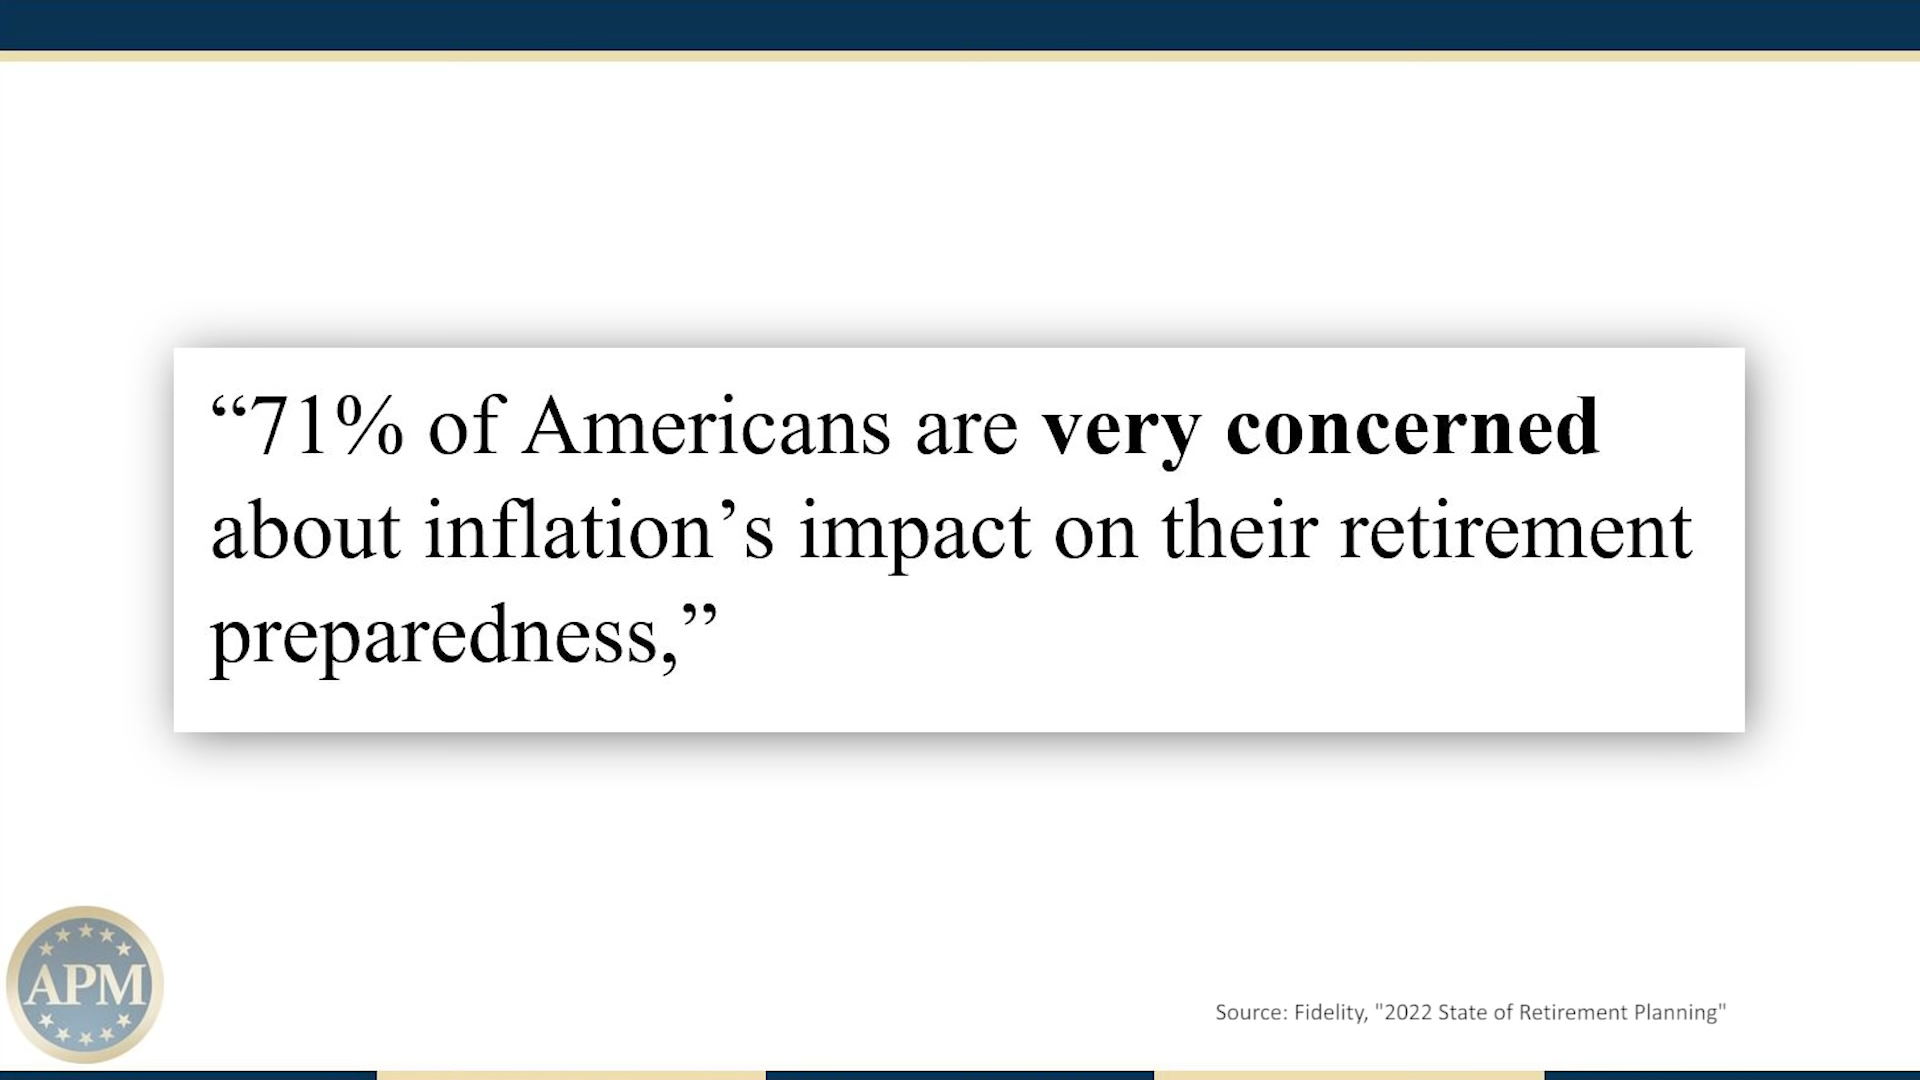 “71% of Americans are very concerned
about inflation’s impact on their retirement
preparedness,”
APM
Source: Fidelity, "2022 State of Retirement Planning"